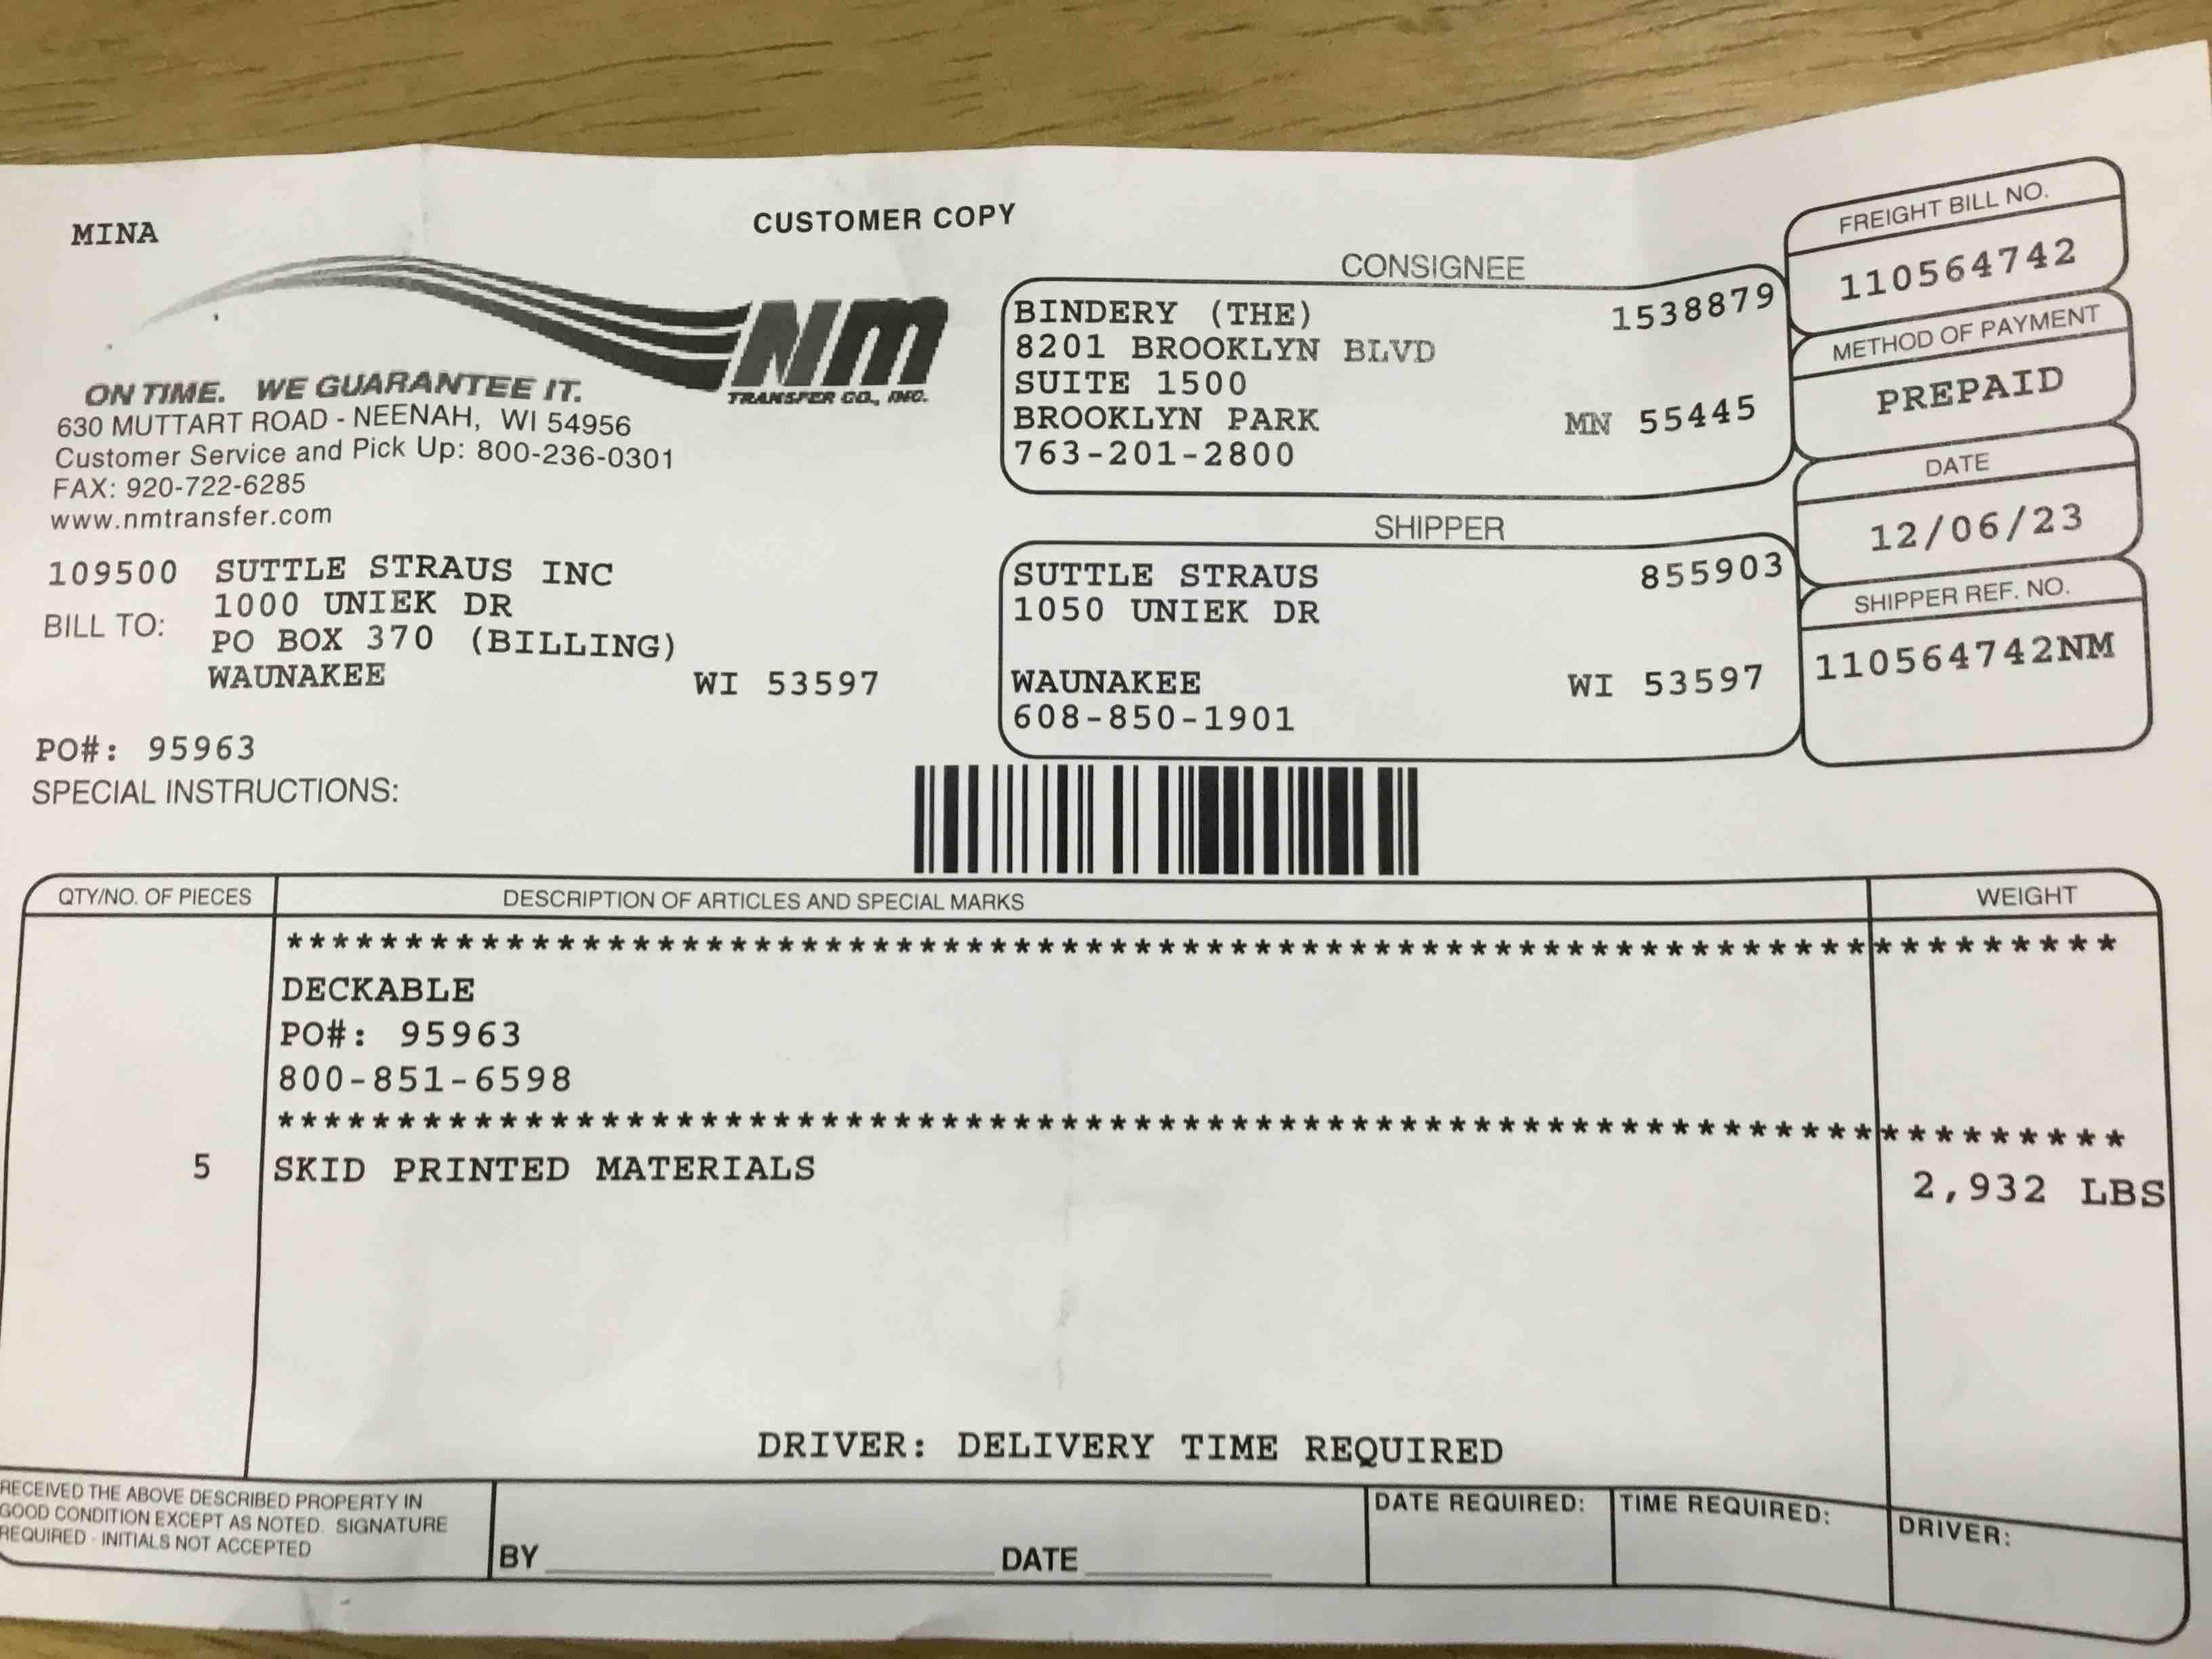 MINA
CUSTOMER COPY
NM
TRANSFER CO., INC.
ON TIME. WE GUARANTEE IT.
630 MUTTART ROAD - NEENAH, WI 54956
Customer Service and Pick Up: 800-236-0301
FAX: 920-722-6285
www.nmtransfer.com
109500 SUTTLE STRAUS INC
1000 UNIEK DR
BILL TO:
PO BOX 370 (BILLING)
WAUNAKEE WI 53597
PO#: 95963
SPECIAL INSTRUCTIONS:
CONSIGNEE
BINDERY (THE) 1538879
8201 BROOKLYN BLVD
SUITE 1500
BROOKLYN PARK MN 55445
763-201-2800
SHIPPER
SUTTLE STRAUS 855903
1050 UNIEK DR
WAUNAKEE WI 53597
608-850-1901
FREIGHT BILL NO.
110564742
METHOD OF PAYMENT
PREPAID
DATE
12/06/23
SHIPPER REF. NO.
110564742NM
QTY/NO. OF PIECES DESCRIPTION OF ARTICLES AND SPECIAL MARKS WEIGHT
***************************************************************************
DECKABLE
PO#: 95963
800-851-6598
***************************************************************************
5 SKID PRINTED MATERIALS 2,932 LBS
DRIVER: DELIVERY TIME REQUIRED
RECEIVED THE ABOVE DESCRIBED PROPERTY IN
GOOD CONDITION EXCEPT AS NOTED. SIGNATURE
REQUIRED - INITIALS NOT ACCEPTED
BY DATE
DATE REQUIRED:
TIME REQUIRED:
DRIVER: